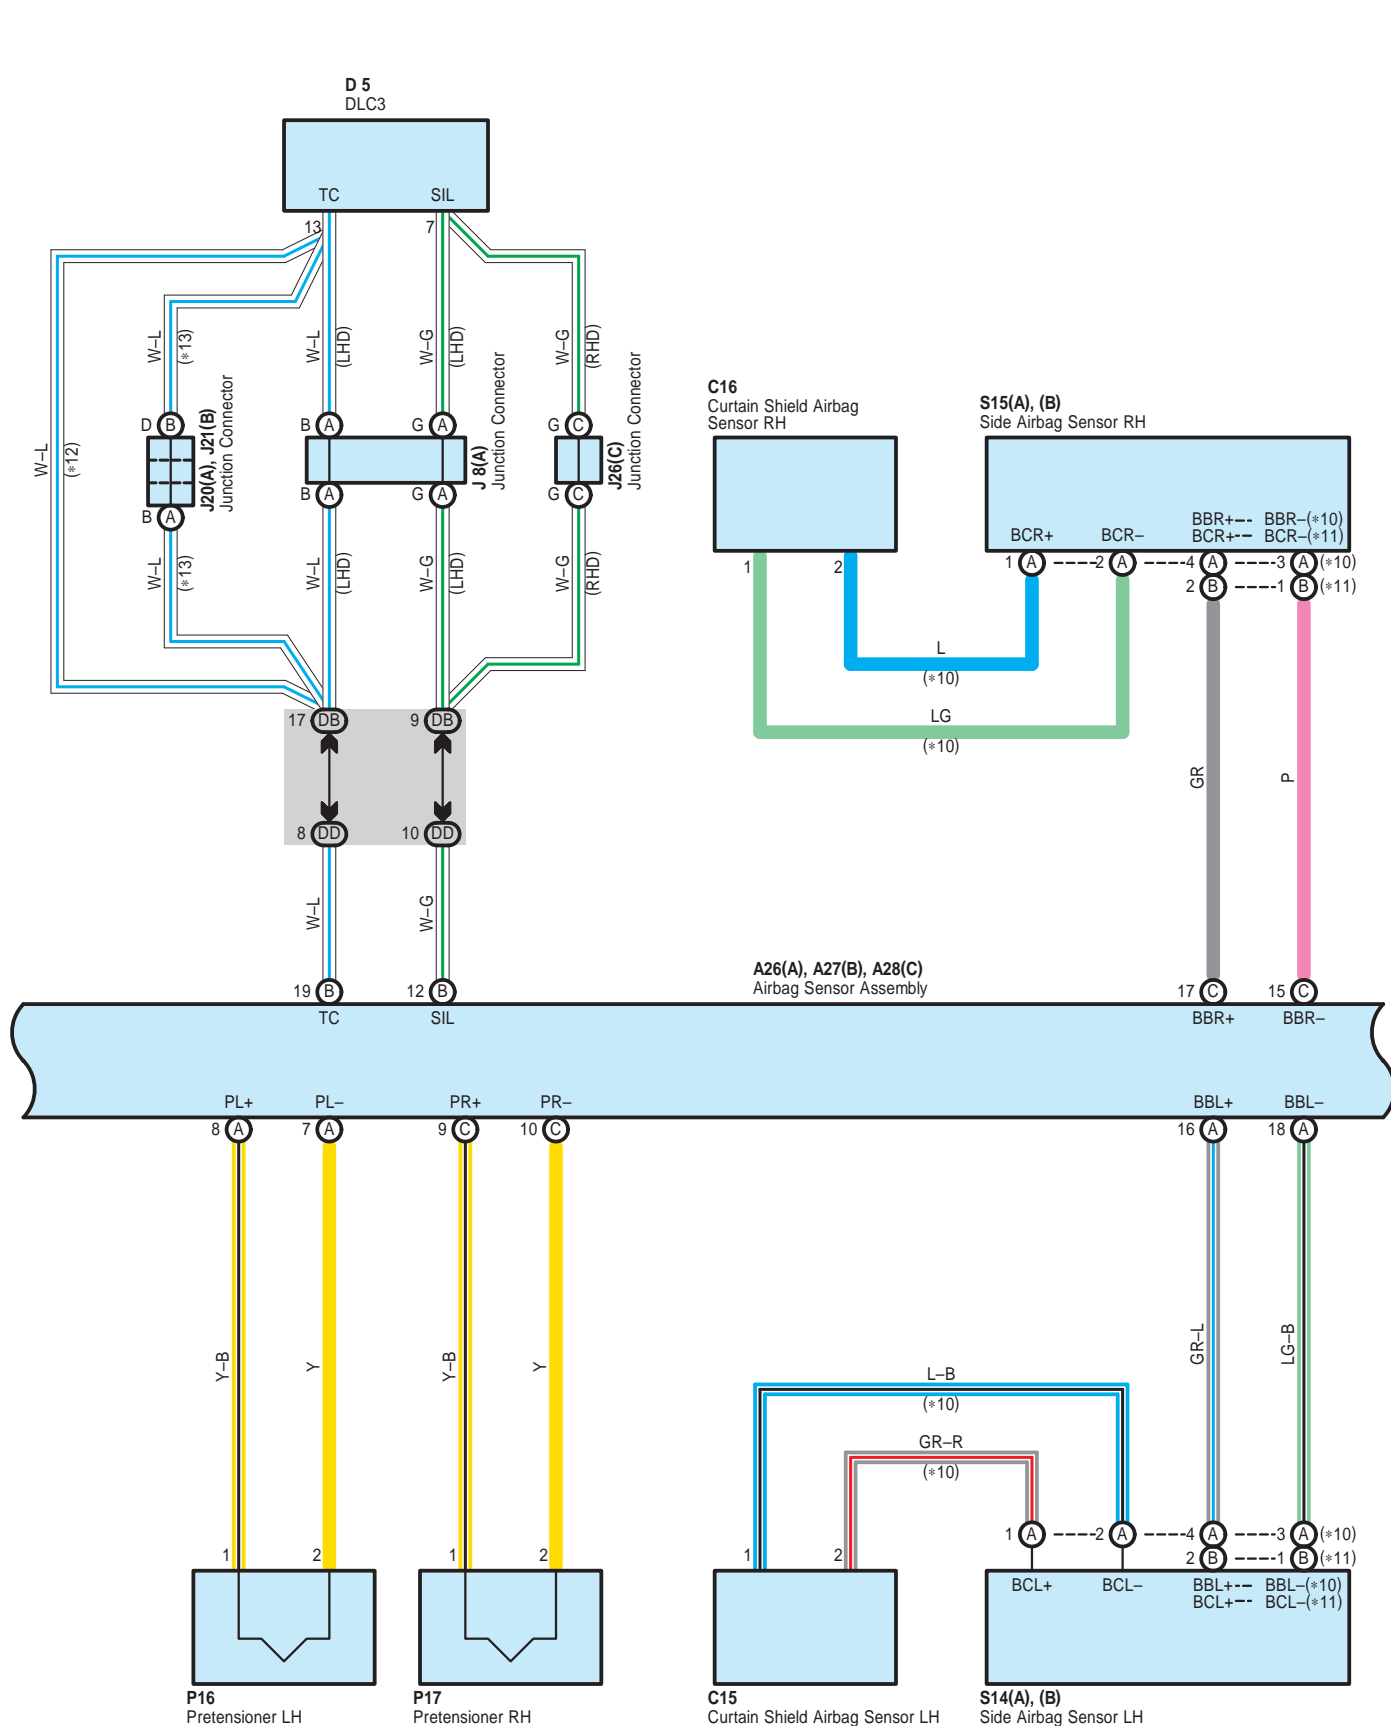 D 5
DLC3
TC
SIL
13
7
W–L
(∗13)
W–L
(LHD)
W–G
(LHD)
W–G
(RHD)
W–L
(∗12)
D
B
B
A
G
A
G
C
J20(A), J21(B)
Junction Connector
J 8(A)
Junction Connector
J26(C)
Junction Connector
B
A
B
A
G
A
G
C
W–L
(∗13)
W–L
(LHD)
W–G
(LHD)
W–G
(RHD)
17
DB
9
DB
8
DD
10
DD
W–L
W–G
C16
Curtain Shield Airbag
Sensor RH
S15(A), (B)
Side Airbag Sensor RH
BCR+
BCR–
BBR+
BBR–(∗10)
BCR+
BCR–(∗11)
1
2
1
A
2
A
4
A
3
A
(∗10)
2
B
1
B
(∗11)
L
(∗10)
LG
(∗10)
GR
P
A26(A), A27(B), A28(C)
Airbag Sensor Assembly
19
B
12
B
17
C
15
C
TC
SIL
BBR+
BBR–
PL+
PL–
PR+
PR–
BBL+
BBL–
8
A
7
A
9
C
10
C
16
A
18
A
Y–B
Y
Y–B
Y
GR–L
LG–B
L–B
(∗10)
GR–R
(∗10)
1
2
1
2
1
2
1
A
2
A
4
A
3
A
(∗10)
2
B
1
B
(∗11)
BCL+
BCL–
BBL+
BBL–(∗10)
BCL+
BCL–(∗11)
P16
Pretensioner LH
P17
Pretensioner RH
C15
Curtain Shield Airbag Sensor LH
S14(A), (B)
Side Airbag Sensor LH